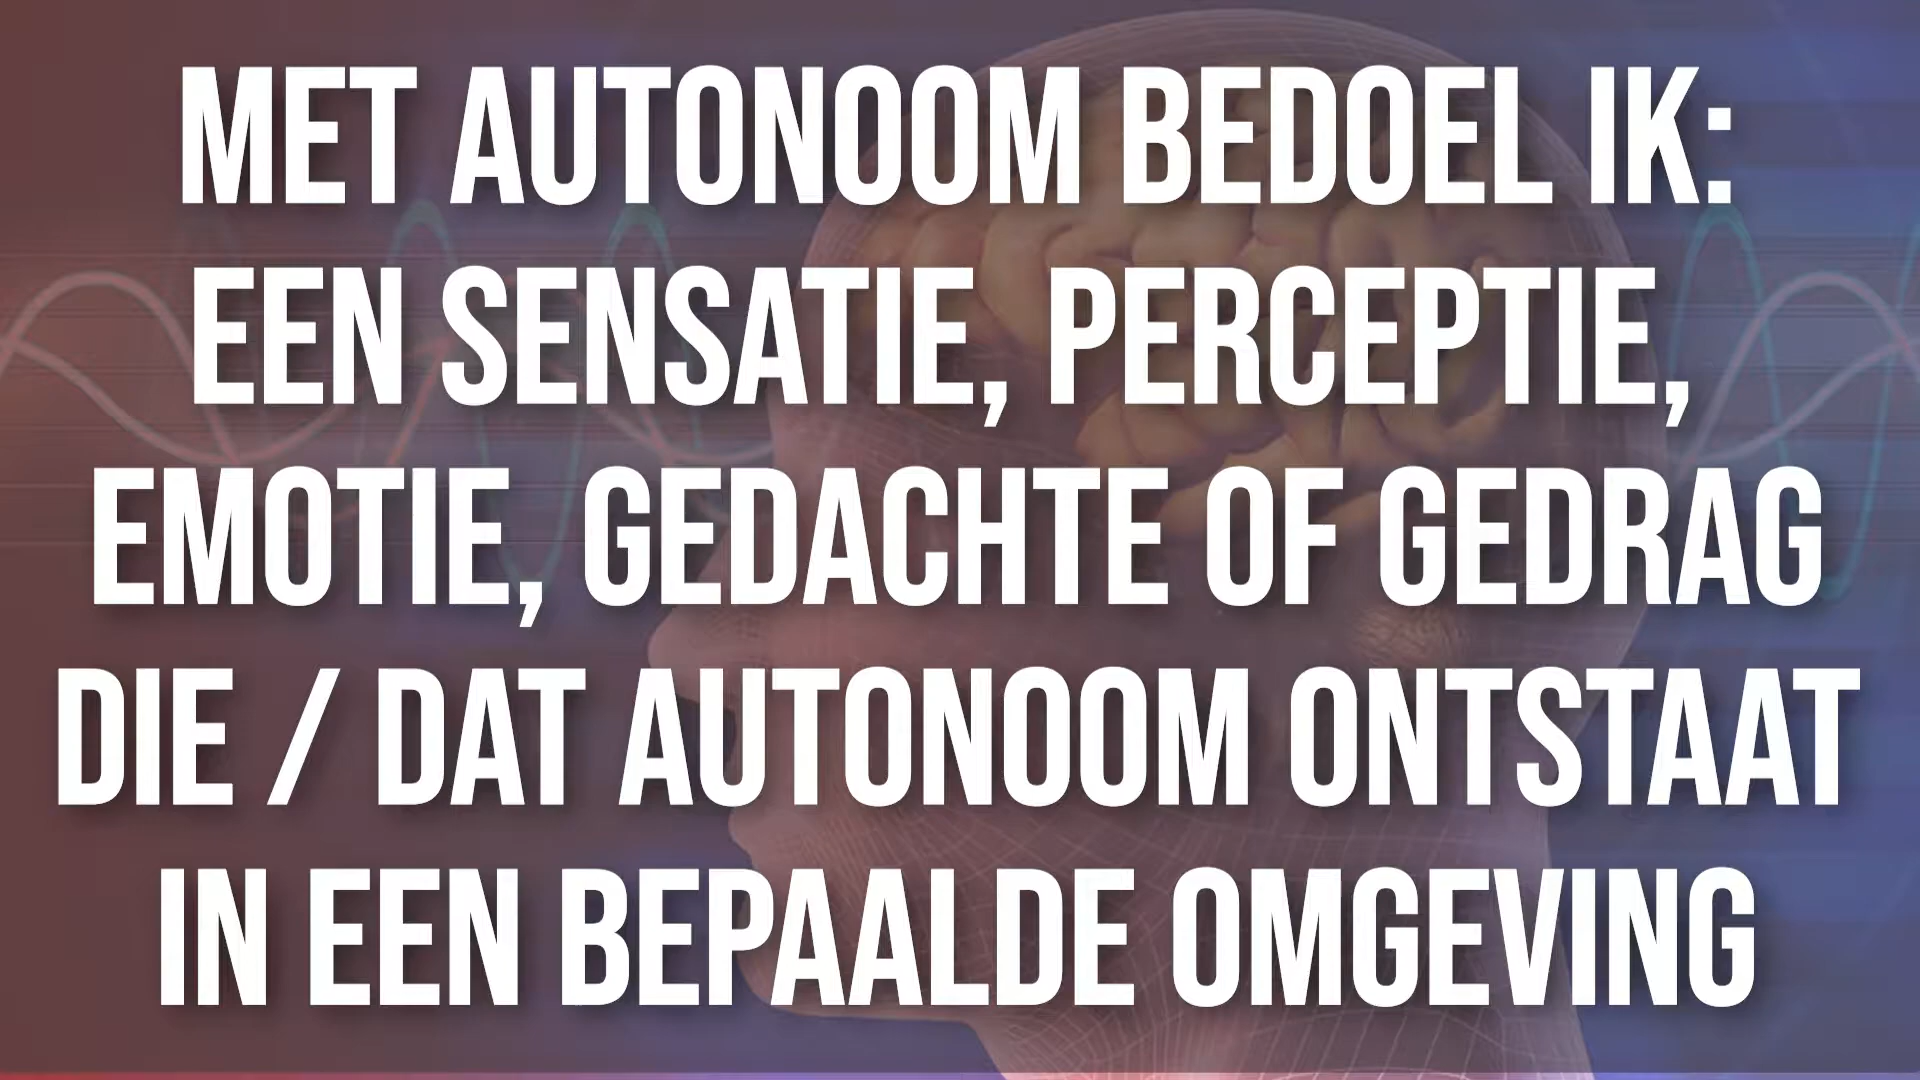 MET AUTONOOM BEDOEL IK:
EEN SENSATIE, PERCEPTIE,
EMOTIE, GEDACHTE OF GEDRAG
DIE / DAT AUTONOOM ONTSTAAT
IN EEN BEPAALDE OMGEVING